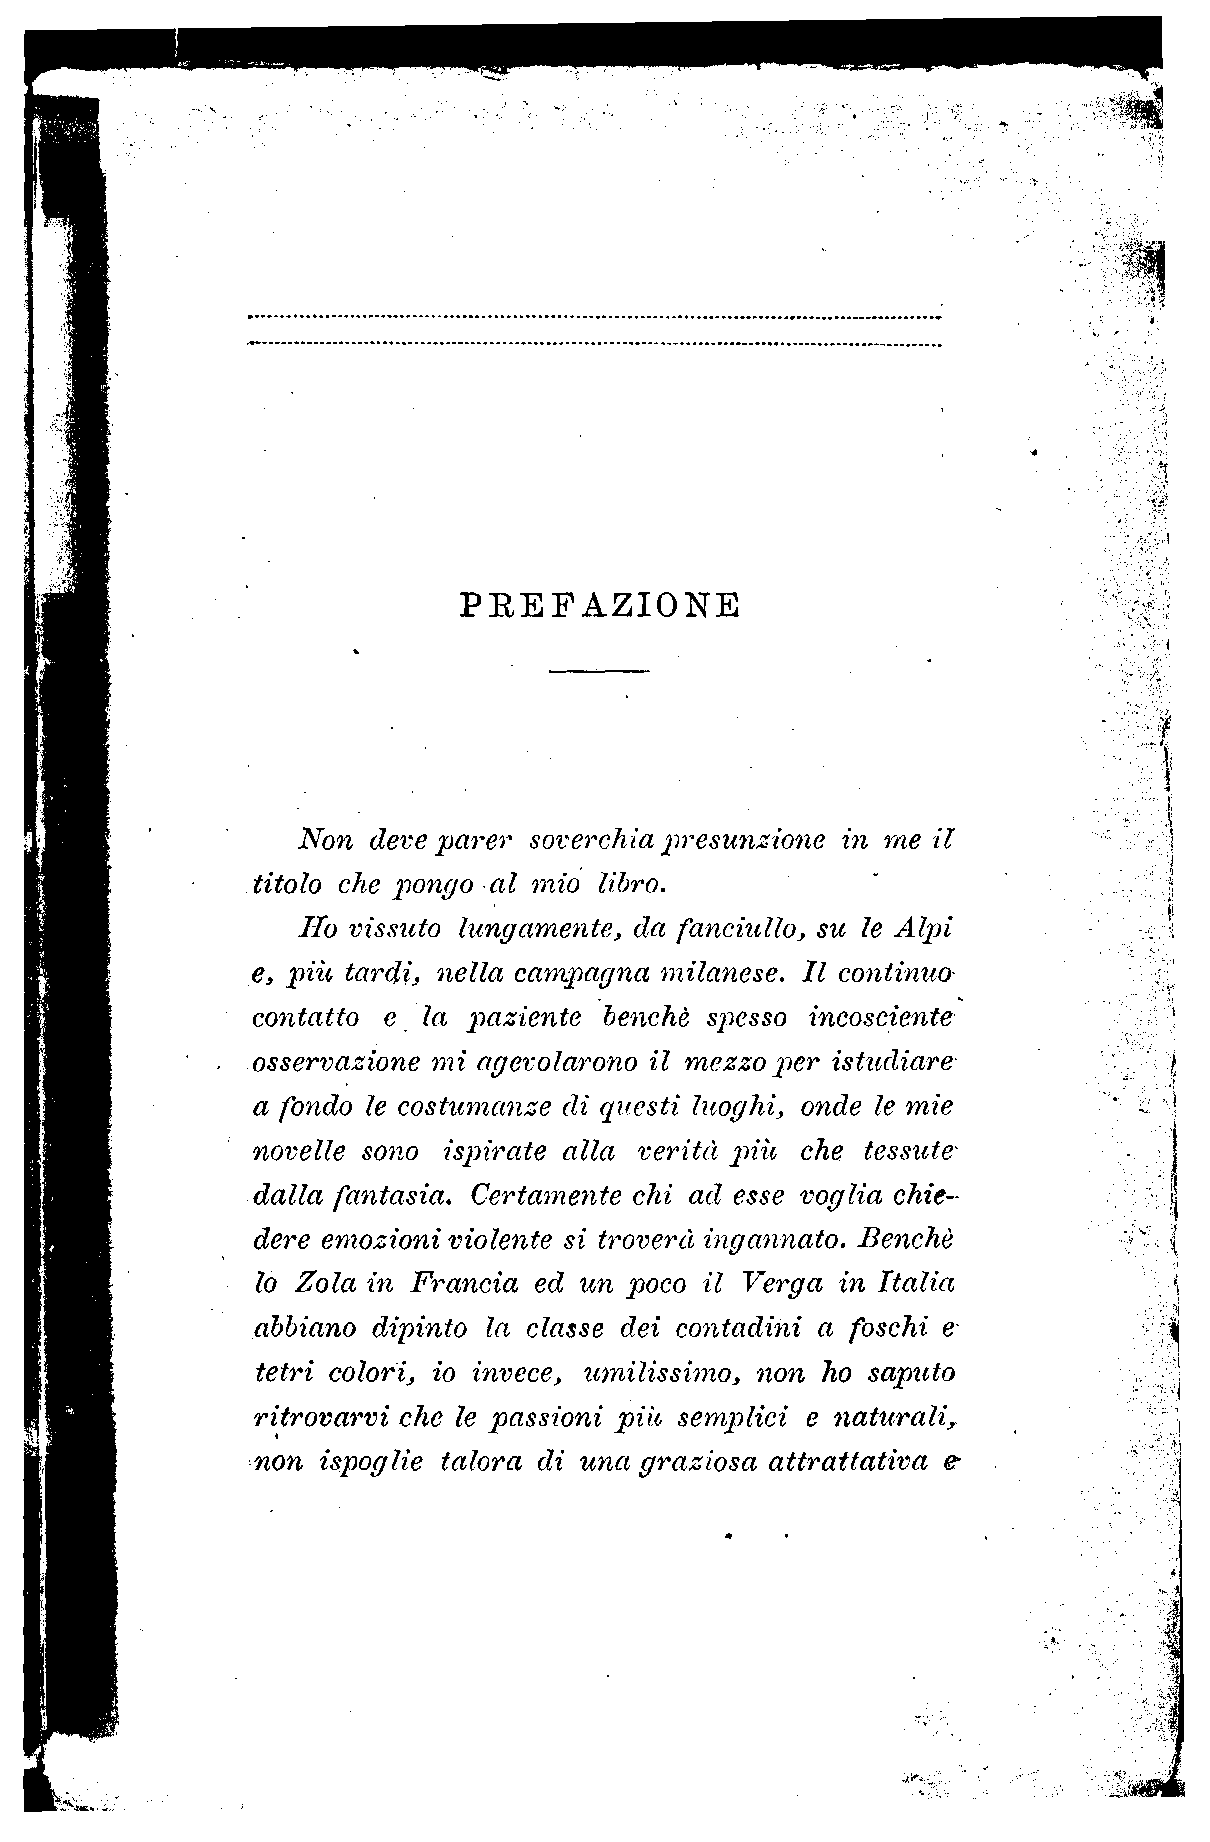 PREFAZIONE
Non deve parer soverchia presunzione in me il
titolo che pongo al mio libro.
Ho vissuto lungamente, da fanciullo, su le Alpi
e, più tardi, nella campagna milanese. Il continuo
contatto e la paziente benchè spesso incosciente
osservazione mi agevolarono il mezzo per istudiare
a fondo le costumanze di questi luoghi, onde le mie
novelle sono ispirate alla verità più che tessute
dalla fantasia. Certamente chi ad esse voglia chie-
dere emozioni violente si troverà ingannato. Benchè
lo Zola in Francia ed un poco il Verga in Italia
abbiano dipinto la classe dei contadini a foschi e
tetri colori, io invece, umilissimo, non ho saputo
ritrovarvi che le passioni più semplici e naturali,
non ispoglie talora di una graziosa attrattativa e